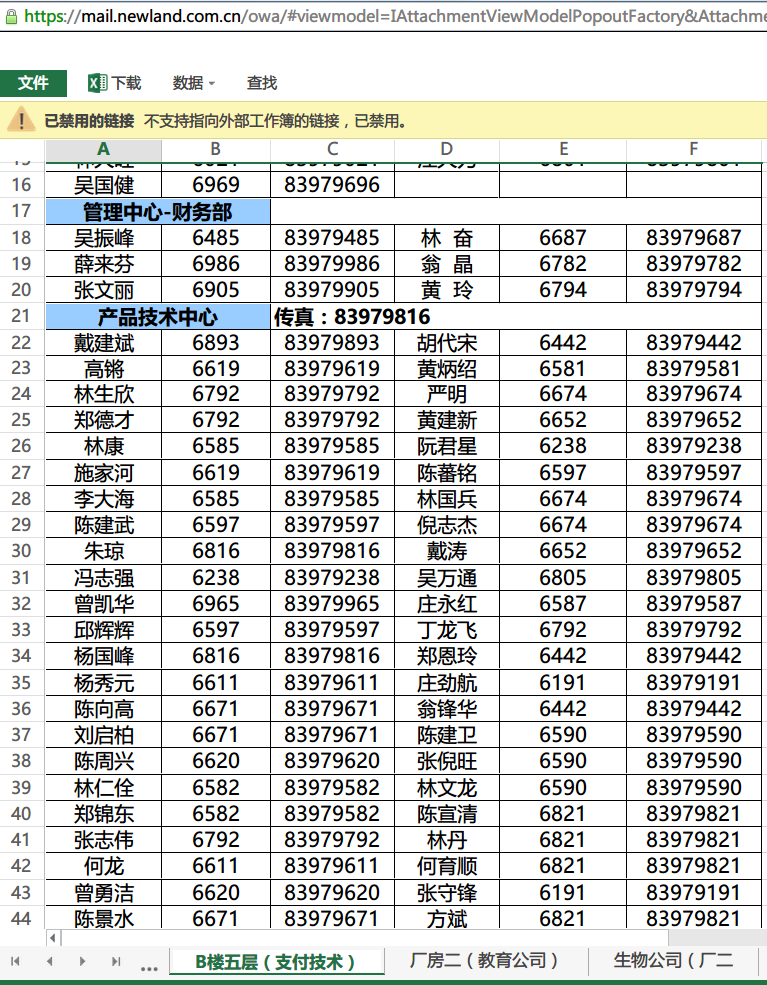 https://mail.newland.com.cn/owa/#viewmodel=IAttachmentViewModelPopoutFactory&Attachme
文件 下载 数据 查找
已禁用的链接 不支持指向外部工作簿的链接，已禁用。
A B C D E F
16 吴国健 6969 83979696
17 管理中心-财务部
18 吴振峰 6485 83979485 林 奋 6687 83979687
19 薛来芬 6986 83979986 翁 晶 6782 83979782
20 张文丽 6905 83979905 黄 玲 6794 83979794
21 产品技术中心 传真：83979816
22 戴建斌 6893 83979893 胡代宋 6442 83979442
23 高锵 6619 83979619 黄炳绍 6581 83979581
24 林生欣 6792 83979792 严明 6674 83979674
25 郑德才 6792 83979792 黄建新 6652 83979652
26 林康 6585 83979585 阮君星 6238 83979238
27 施家河 6619 83979619 陈蕃铭 6597 83979597
28 李大海 6585 83979585 林国兵 6674 83979674
29 陈建武 6597 83979597 倪志杰 6674 83979674
30 朱琼 6816 83979816 戴涛 6652 83979652
31 冯志强 6238 83979238 吴万通 6805 83979805
32 曾凯华 6965 83979965 庄永红 6587 83979587
33 邱辉辉 6597 83979597 丁龙飞 6792 83979792
34 杨国峰 6816 83979816 郑恩玲 6442 83979442
35 杨秀元 6611 83979611 庄劲航 6191 83979191
36 陈向高 6671 83979671 翁锋华 6442 83979442
37 刘启柏 6671 83979671 陈建卫 6590 83979590
38 陈周兴 6620 83979620 张倪旺 6590 83979590
39 林仁佺 6582 83979582 林文龙 6590 83979590
40 郑锦东 6582 83979582 陈宣清 6821 83979821
41 张志伟 6792 83979792 林丹 6821 83979821
42 何龙 6611 83979611 何育顺 6821 83979821
43 曾勇洁 6620 83979620 张守锋 6191 83979191
44 陈景水 6671 83979671 方斌 6821 83979821
... B楼五层（支付技术） 厂房二（教育公司） 生物公司（厂二